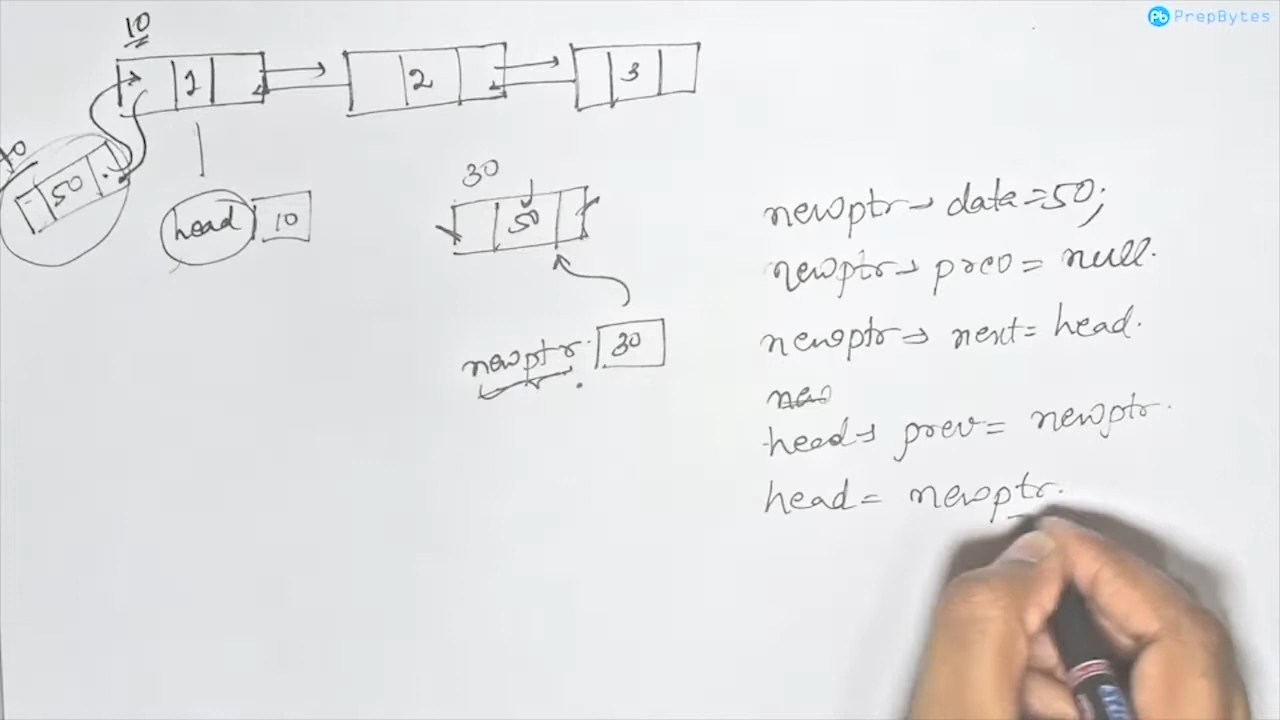 PrepBytes
10
1 2 3
50
head 10
30
50
newptr 30
newptr→ data=50;
newptr→ prev = null.
newptr→ next= head.
new
head→ prev= newptr.
head= newptr.